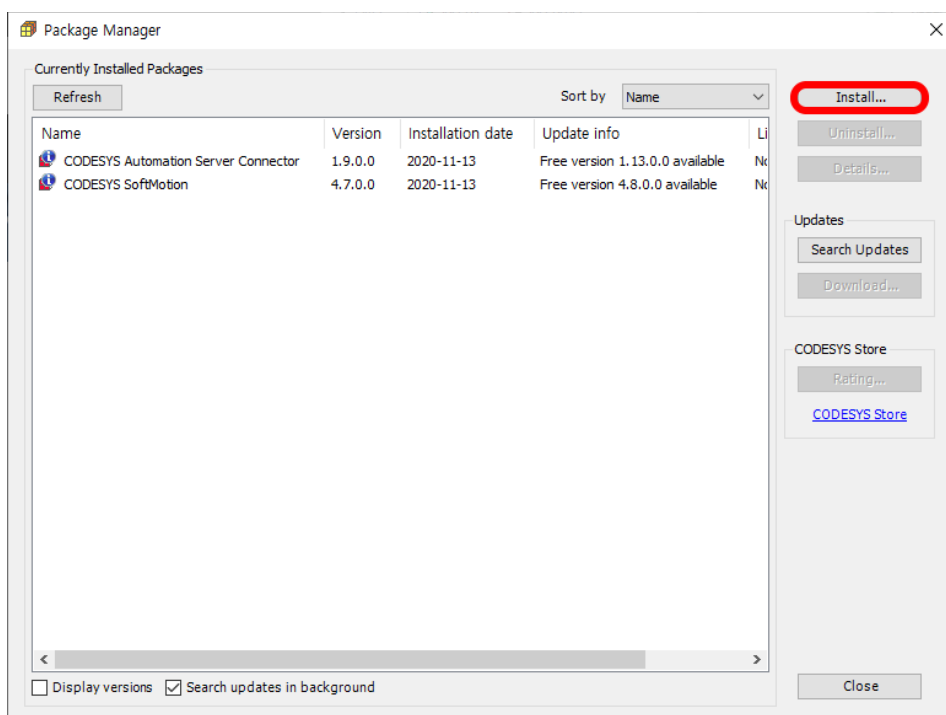 Package Manager
Currently Installed Packages
Refresh
Sort by Name
Install...
Name Version Installation date Update info Li
Uninstall...
CODESYS Automation Server Connector 1.9.0.0 2020-11-13 Free version 1.13.0.0 available No
Details...
CODESYS SoftMotion 4.7.0.0 2020-11-13 Free version 4.8.0.0 available No
Updates
Search Updates
Download...
CODESYS Store
Rating...
CODESYS Store
Display versions Search updates in background
Close